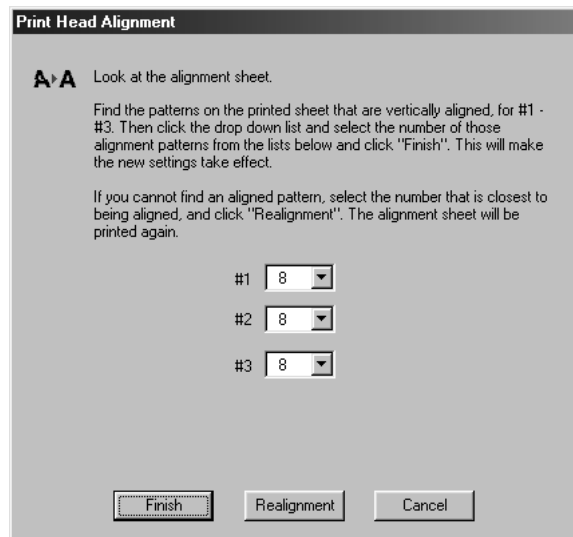 Print Head Alignment
A▸A
Look at the alignment sheet.
Find the patterns on the printed sheet that are vertically aligned, for #1 -
#3. Then click the drop down list and select the number of those
alignment patterns from the lists below and click "Finish". This will make
the new settings take effect.
If you cannot find an aligned pattern, select the number that is closest to
being aligned, and click "Realignment". The alignment sheet will be
printed again.
#1 8
#2 8
#3 8
Finish Realignment Cancel